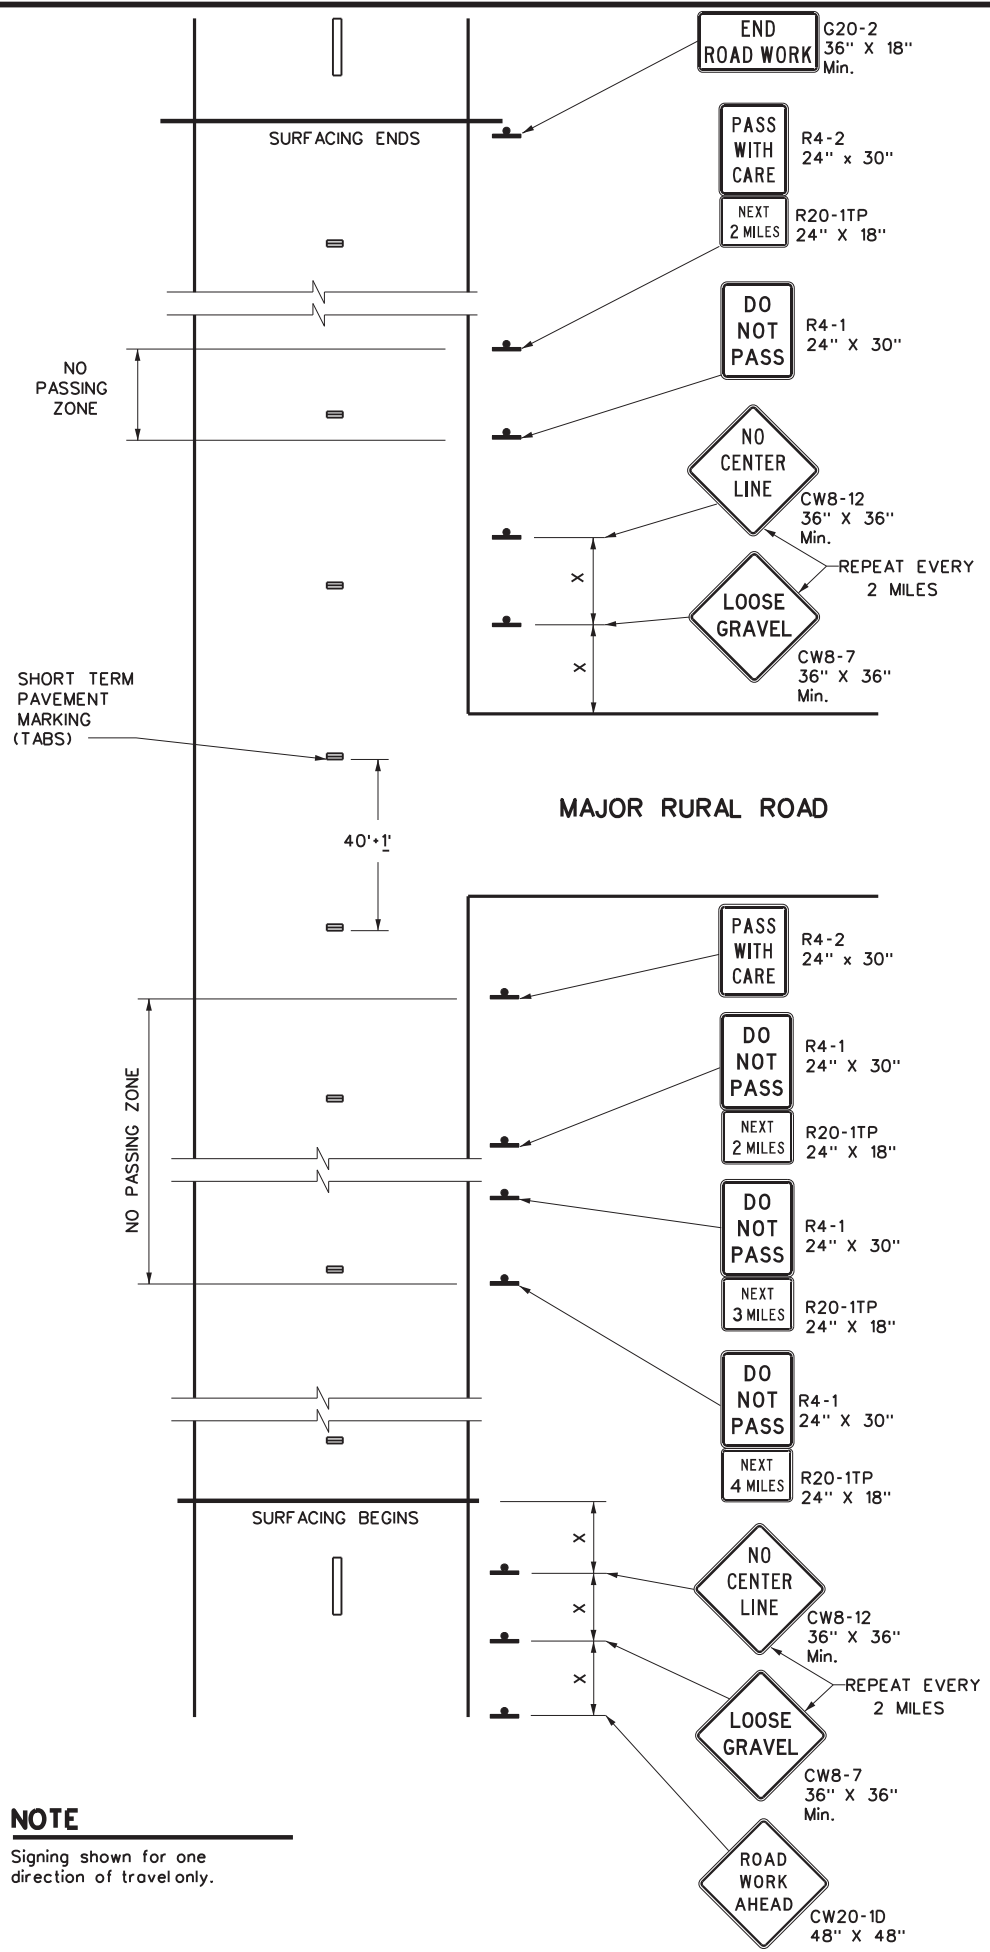 END
ROAD WORK
G20-2
36" X 18"
Min.
SURFACING ENDS
PASS
WITH
CARE
R4-2
24" x 30"
NEXT
2 MILES
R20-1TP
24" X 18"
DO
NOT
PASS
R4-1
24" X 30"
NO
PASSING
ZONE
NO
CENTER
LINE
CW8-12
36" X 36"
Min.
X
REPEAT EVERY
2 MILES
LOOSE
GRAVEL
CW8-7
36" X 36"
Min.
X
SHORT TERM
PAVEMENT
MARKING
(TABS)
MAJOR RURAL ROAD
40'+1'
PASS
WITH
CARE
R4-2
24" x 30"
NO PASSING ZONE
DO
NOT
PASS
R4-1
24" X 30"
NEXT
2 MILES
R20-1TP
24" X 18"
DO
NOT
PASS
R4-1
24" X 30"
NEXT
3 MILES
R20-1TP
24" X 18"
DO
NOT
PASS
R4-1
24" X 30"
NEXT
4 MILES
R20-1TP
24" X 18"
SURFACING BEGINS
X
NO
CENTER
LINE
CW8-12
36" X 36"
Min.
X
X
REPEAT EVERY
2 MILES
LOOSE
GRAVEL
CW8-7
36" X 36"
Min.
ROAD
WORK
AHEAD
CW20-1D
48" X 48"
NOTE
Signing shown for one
direction of travel only.